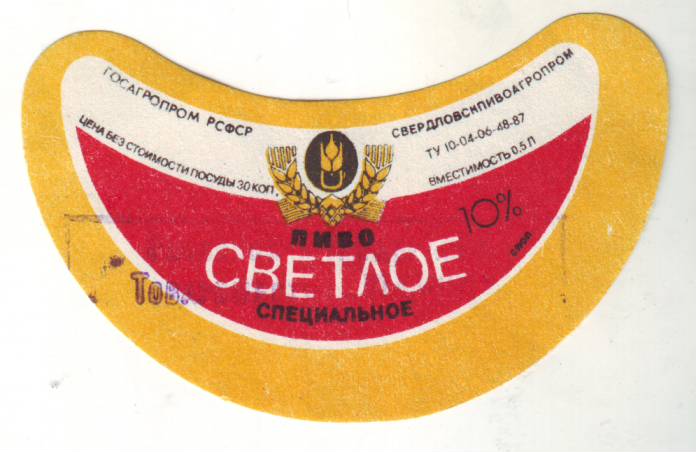 ГОСАГРОПРОМ РСФСР
ЦЕНА БЕЗ СТОИМОСТИ ПОСУДЫ 30 КОП.
СВЕРДЛОВСКПИВОАГРОПРОМ
ТУ 10-04-06-48-87
ВМЕСТИМОСТЬ 0,5 Л
ПИВО
10%
СВЕТЛОЕ
СПЕЦИАЛЬНОЕ